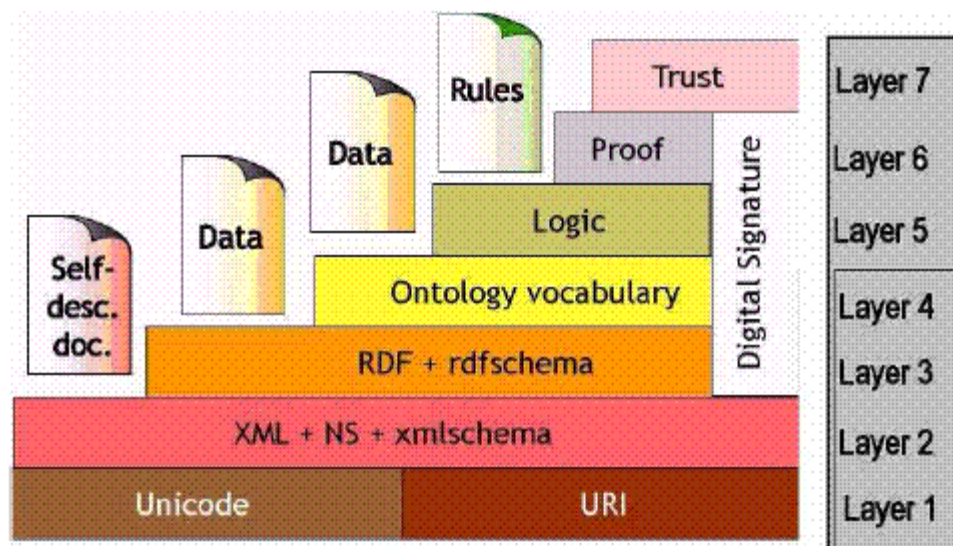 Trust
Rules
Proof
Data
Logic
Data
Self-
desc.
doc.
Ontology vocabulary
RDF + rdfschema
XML + NS + xmlschema
Unicode
URI
Digital Signature
Layer 7
Layer 6
Layer 5
Layer 4
Layer 3
Layer 2
Layer 1